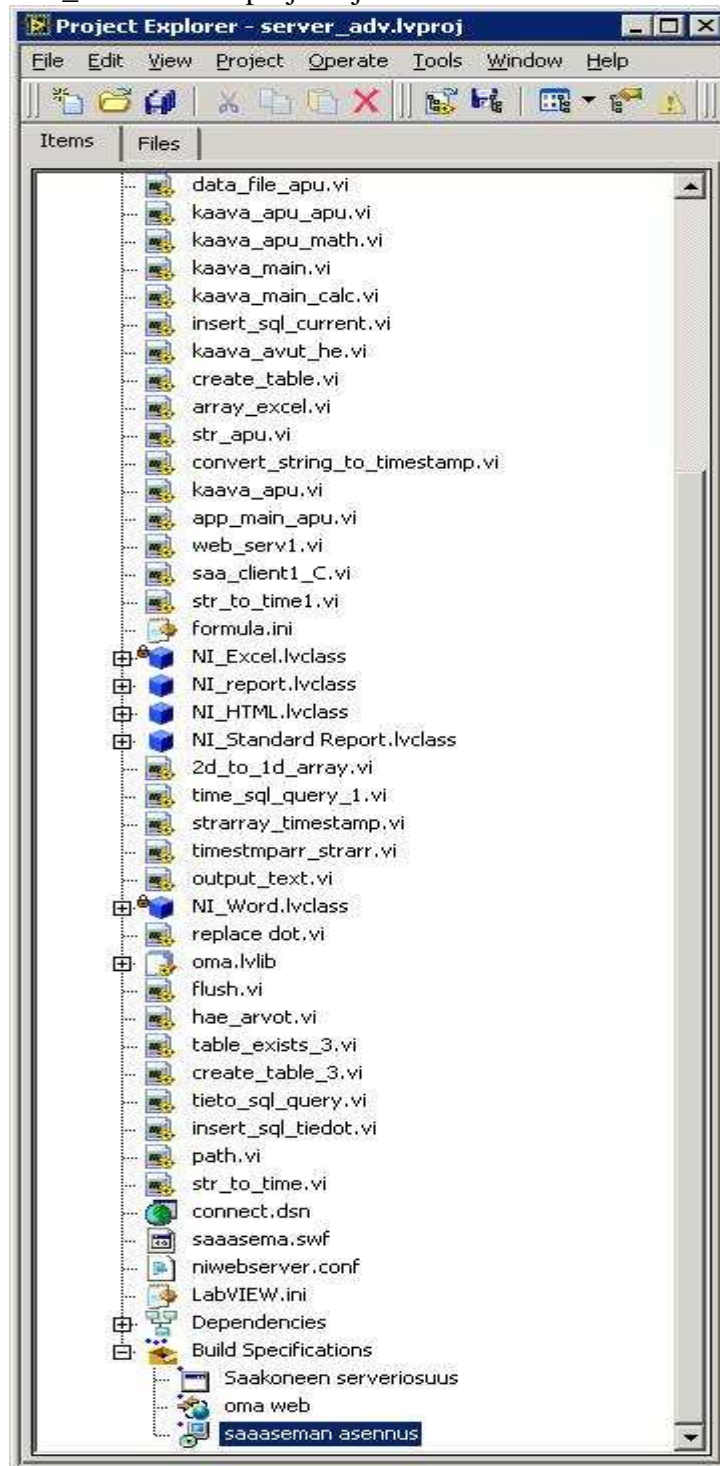 Project Explorer - server_adv.lvproj
File Edit View Project Operate Tools Window Help
Items Files
data_file_apu.vi
kaava_apu_apu.vi
kaava_apu_math.vi
kaava_main.vi
kaava_main_calc.vi
insert_sql_current.vi
kaava_avut_he.vi
create_table.vi
array_excel.vi
str_apu.vi
convert_string_to_timestamp.vi
kaava_apu.vi
app_main_apu.vi
web_serv1.vi
saa_client1_C.vi
str_to_time1.vi
formula.ini
NI_Excel.lvclass
NI_report.lvclass
NI_HTML.lvclass
NI_Standard Report.lvclass
2d_to_1d_array.vi
time_sql_query_1.vi
strarray_timestamp.vi
timestmparr_strarr.vi
output_text.vi
NI_Word.lvclass
replace dot.vi
oma.lvlib
flush.vi
hae_arvot.vi
table_exists_3.vi
create_table_3.vi
tieto_sql_query.vi
insert_sql_tiedot.vi
path.vi
str_to_time.vi
connect.dsn
saaasema.swf
niwebserver.conf
LabVIEW.ini
Dependencies
Build Specifications
Saakoneen serveriosuus
oma web
saaaseman asennus